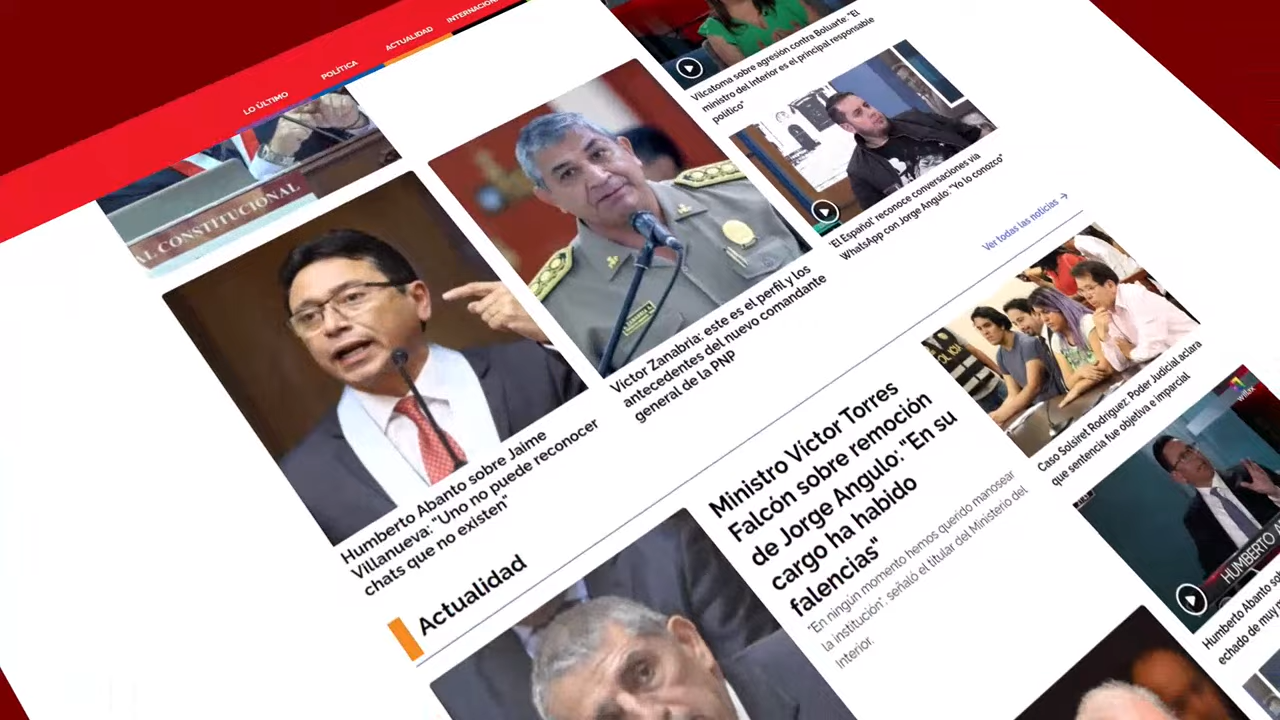 LO ÚLTIMO
POLÍTICA
ACTUALIDAD
AL CONSTITUCIONAL
Humberto Abanto sobre Jaime
Villanueva: "Uno no puede reconocer
chats que no existen"
Víctor Zanabria: este es el perfil y los
antecedentes del nuevo comandante
general de la PNP
Vilcatoma sobre agresión contra Boluarte: "El
ministro del Interior es el principal responsable
político"
'El Español' reconoce conversaciones vía
WhatsApp con Jorge Angulo: "Yo lo conozco"
Ver todas las noticias →
Actualidad
Ministro Víctor Torres
Falcón sobre remoción
de Jorge Angulo: "En su
cargo ha habido
falencias"
"En ningún momento hemos querido manosear
la institución", señaló el titular del Ministerio del
Interior.
Caso Solsiret Rodríguez: Poder Judicial aclara
que sentencia fue objetiva e imparcial
willax
HUMBERTO A
Humberto Abanto so
echado de muy